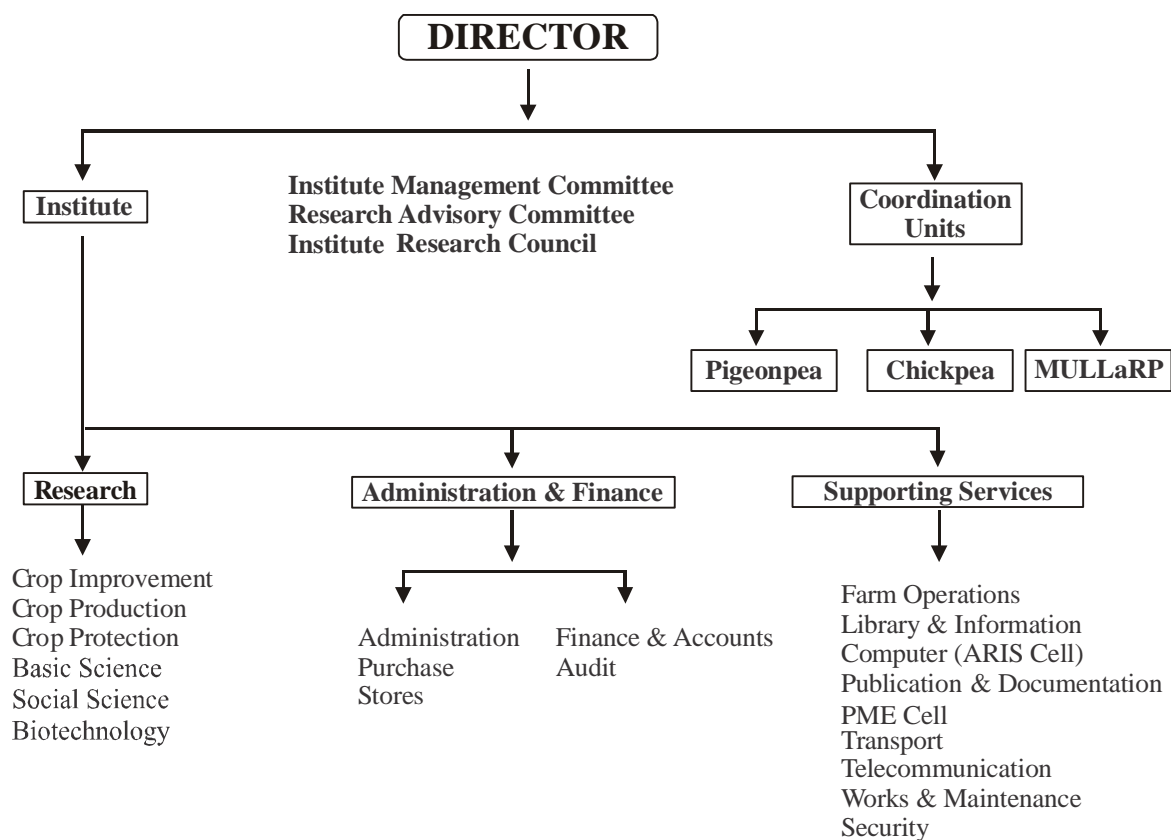 DIRECTOR
Institute
Institute Management Committee
Research Advisory Committee
Institute Research Council
Coordination
Units
Pigeonpea
Chickpea
MULLaRP
Research
Administration & Finance
Supporting Services
Crop Improvement
Crop Production
Crop Protection
Basic Science
Social Science
Biotechnology
Administration
Purchase
Stores
Finance & Accounts
Audit
Farm Operations
Library & Information
Computer (ARIS Cell)
Publication & Documentation
PME Cell
Transport
Telecommunication
Works & Maintenance
Security